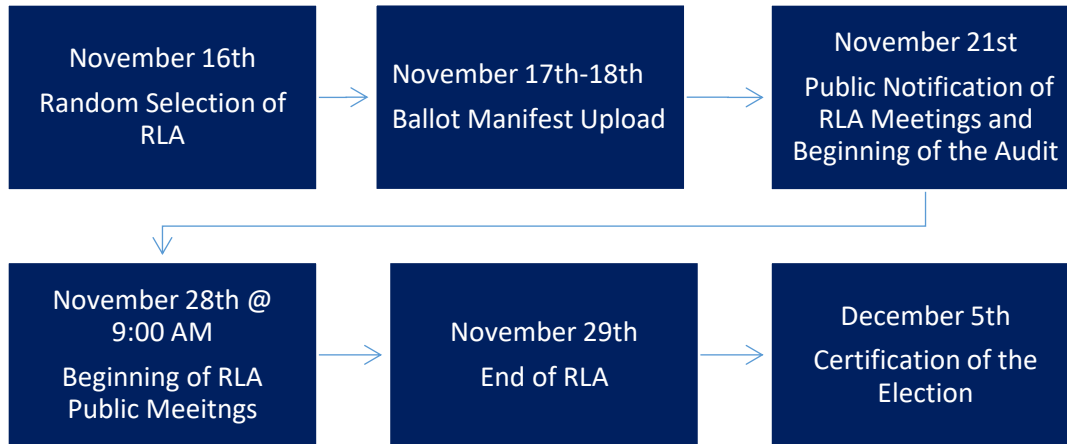 November 16th
Random Selection of
RLA
November 17th-18th
Ballot Manifest Upload
November 21st
Public Notification of
RLA Meetings and
Beginning of the Audit
November 28th @
9:00 AM
Beginning of RLA
Public Meeitngs
November 29th
End of RLA
December 5th
Certification of the
Election